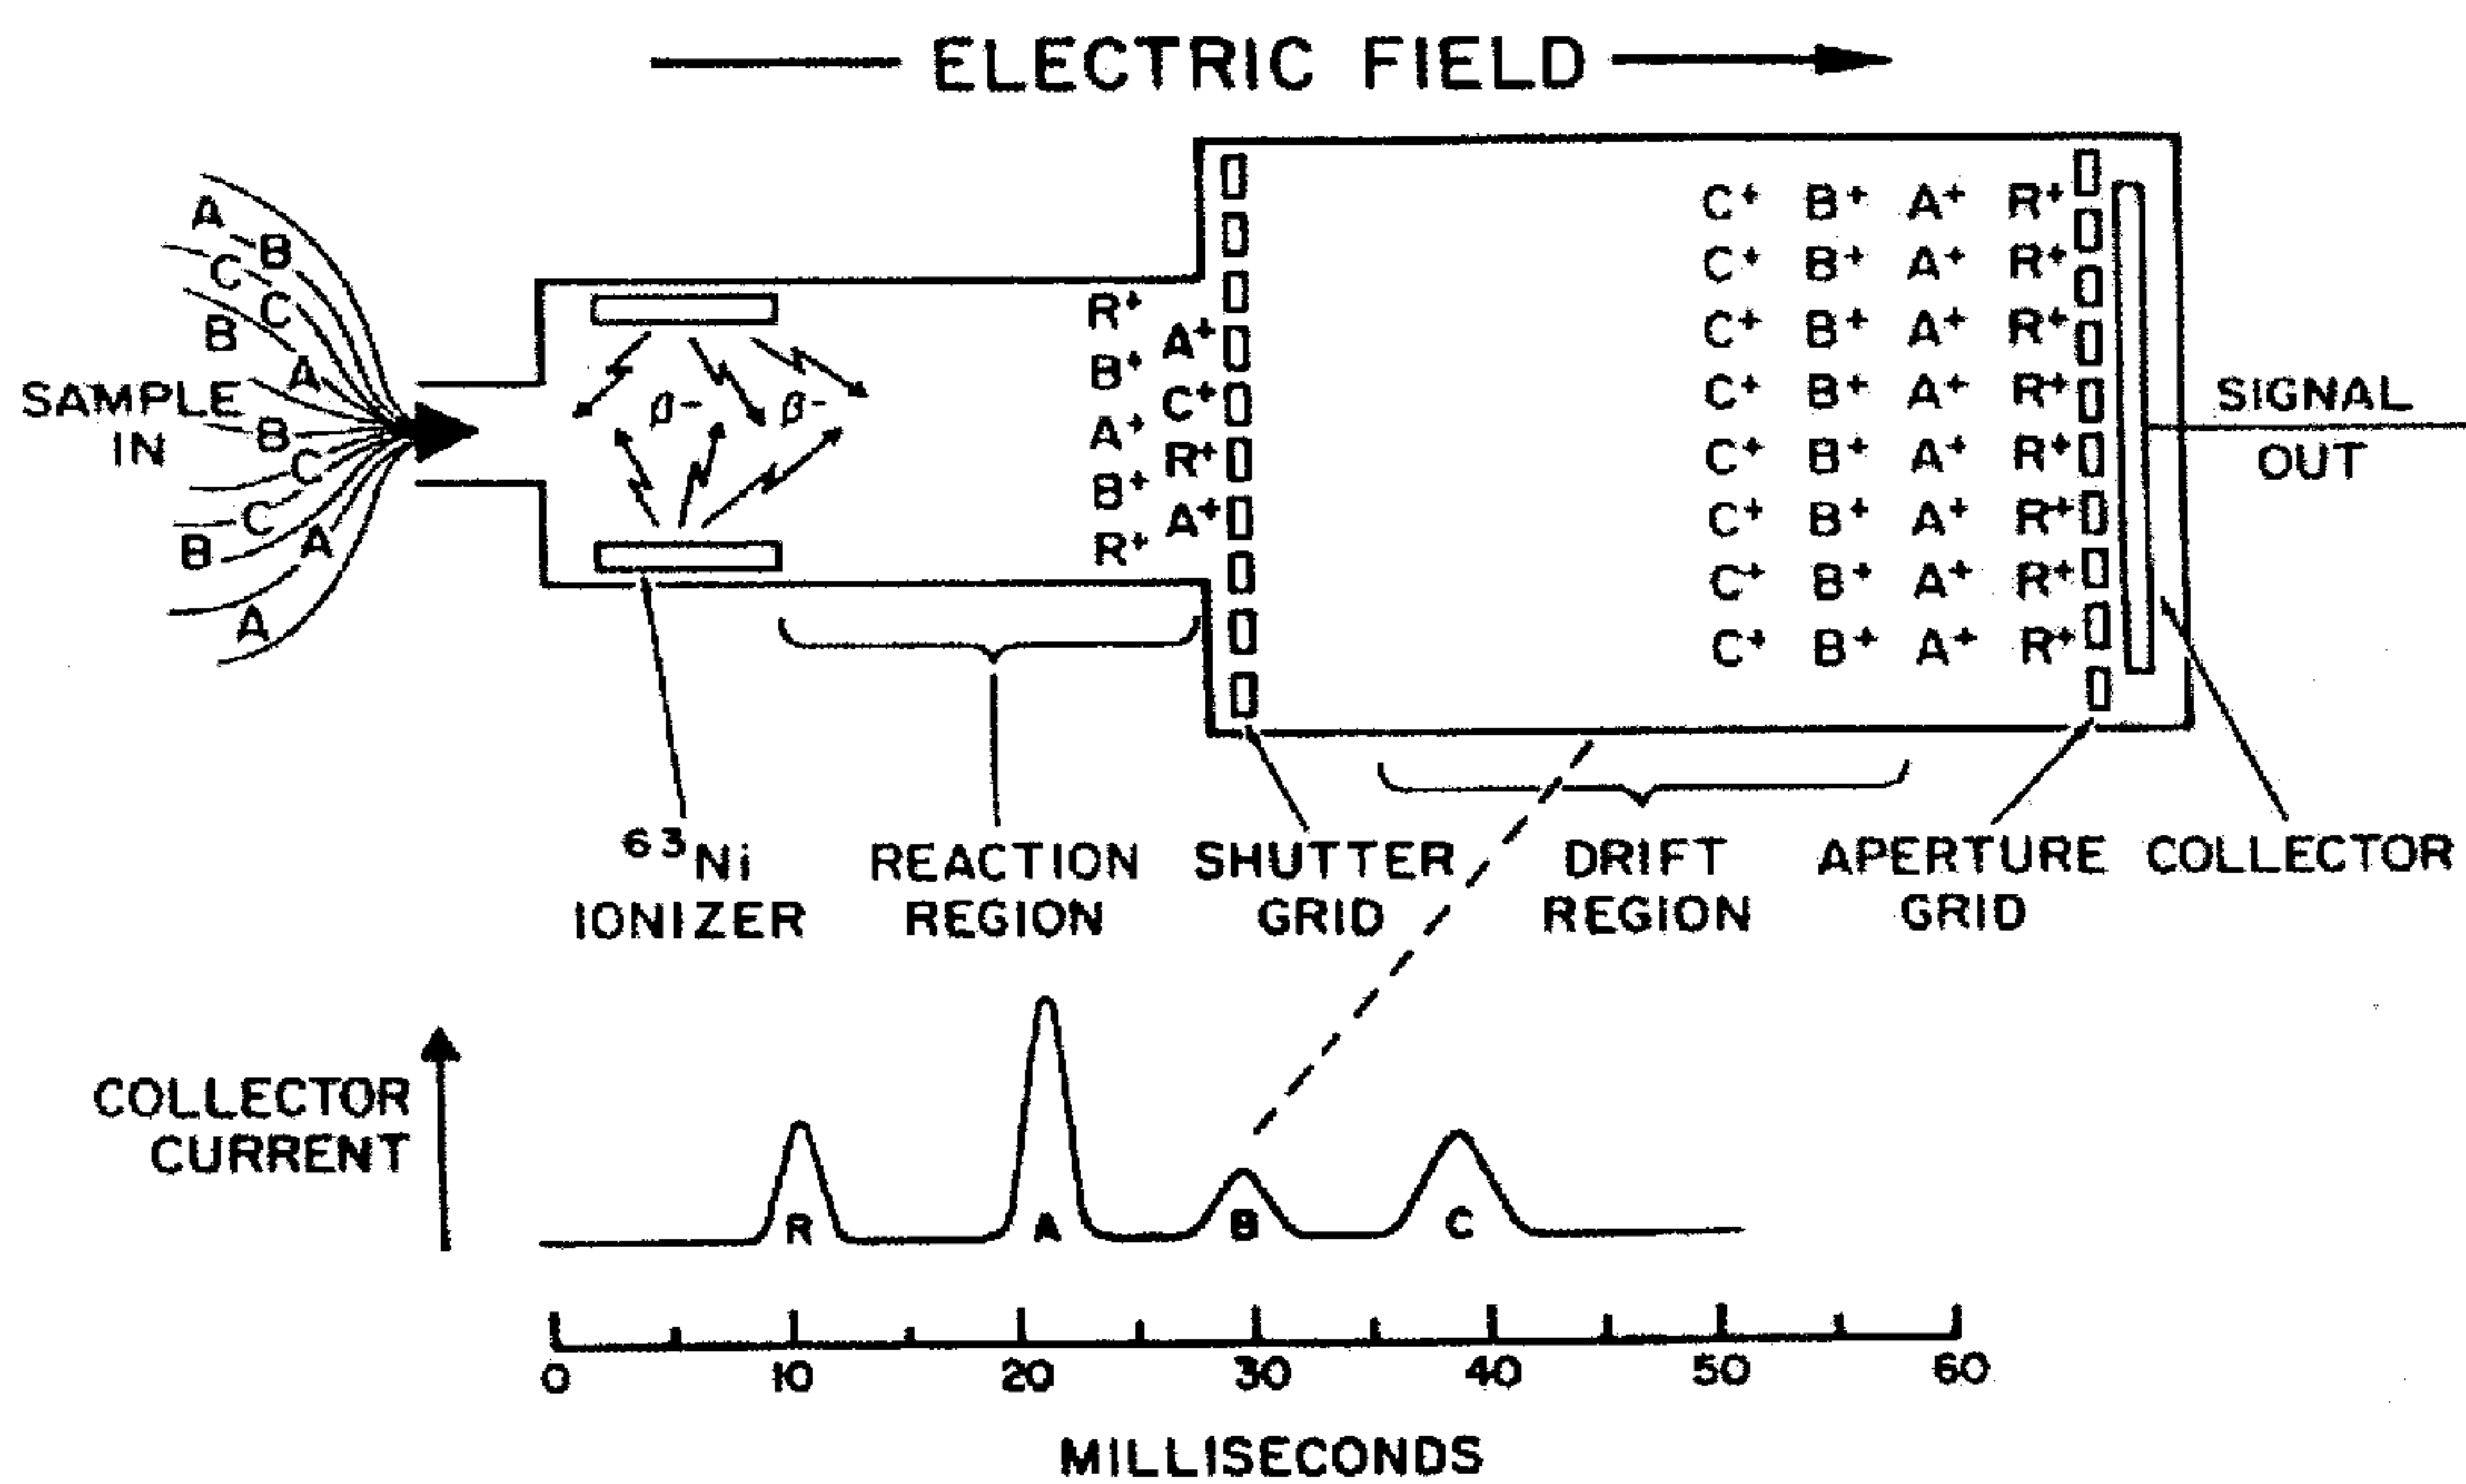 ELECTRIC FIELD
A
B
C
C
B
A
SAMPLE
IN
B
C
C
B
A
A
β- β-
R+
A+
B+
C+
A+
R+
B+
A+
R+
C+ B+ A+ R+
C+ B+ A+ R+
C+ B+ A+ R+
C+ B+ A+ R+
C+ B+ A+ R+
C+ B+ A+ R+
C+ B+ A+ R+
C+ B+ A+ R+
SIGNAL
OUT
63Ni
IONIZER
REACTION
REGION
SHUTTER
GRID
DRIFT
REGION
APERTURE
GRID
COLLECTOR
COLLECTOR
CURRENT
R A B C
0 10 20 30 40 50 60
MILLISECONDS